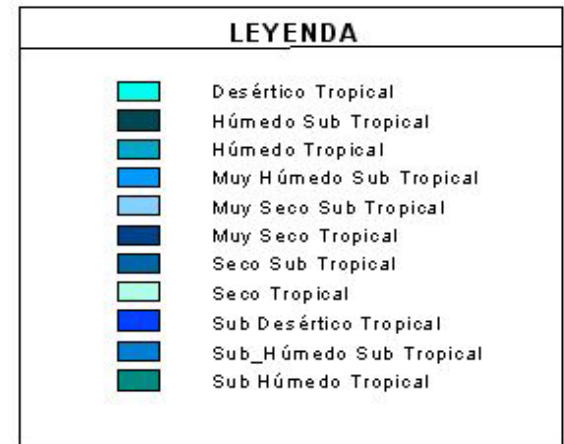 LEYENDA
Desértico Tropical
Húmedo Sub Tropical
Húmedo Tropical
Muy Húmedo Sub Tropical
Muy Seco Sub Tropical
Muy Seco Tropical
Seco Sub Tropical
Seco Tropical
Sub Desértico Tropical
Sub_Húmedo Sub Tropical
Sub Húmedo Tropical